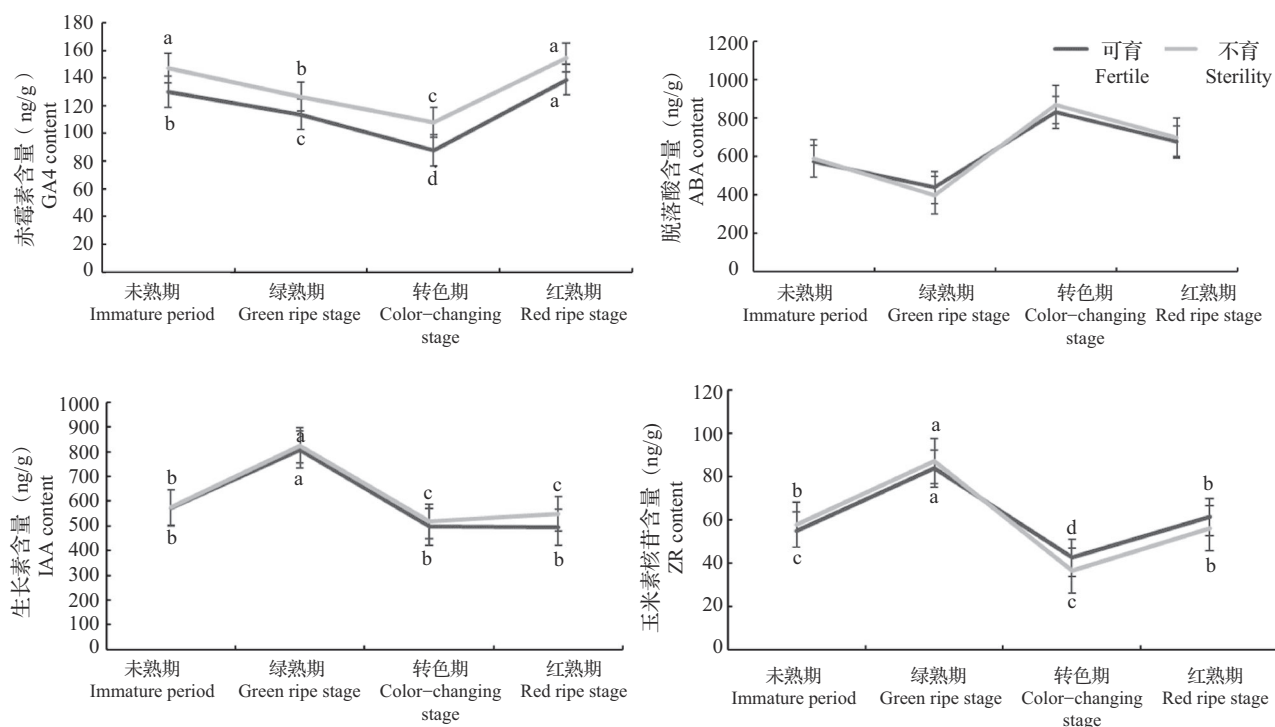 赤霉素含量（ng/g）
GA4 content
180
160
140
120
100
80
60
40
20
0
a
b
b
c
c
d
a
a
未熟期
Immature period
绿熟期
Green ripe stage
转色期
Color-changing
stage
红熟期
Red ripe stage
脱落酸含量（ng/g）
ABA content
1200
1000
800
600
400
200
0
可育
Fertile
不育
Sterility
未熟期
Immature period
绿熟期
Green ripe stage
转色期
Color-changing
stage
红熟期
Red ripe stage
生长素含量（ng/g）
IAA content
1000
900
800
700
600
500
400
300
200
100
0
b
b
a
a
c
b
c
b
未熟期
Immature period
绿熟期
Green ripe stage
转色期
Color-changing
stage
红熟期
Red ripe stage
玉米素核苷含量（ng/g)
ZR content
120
100
80
60
40
20
0
b
c
a
a
d
c
b
b
未熟期
Immature period
绿熟期
Green ripe stage
转色期
Color-changing
stage
红熟期
Red ripe stage